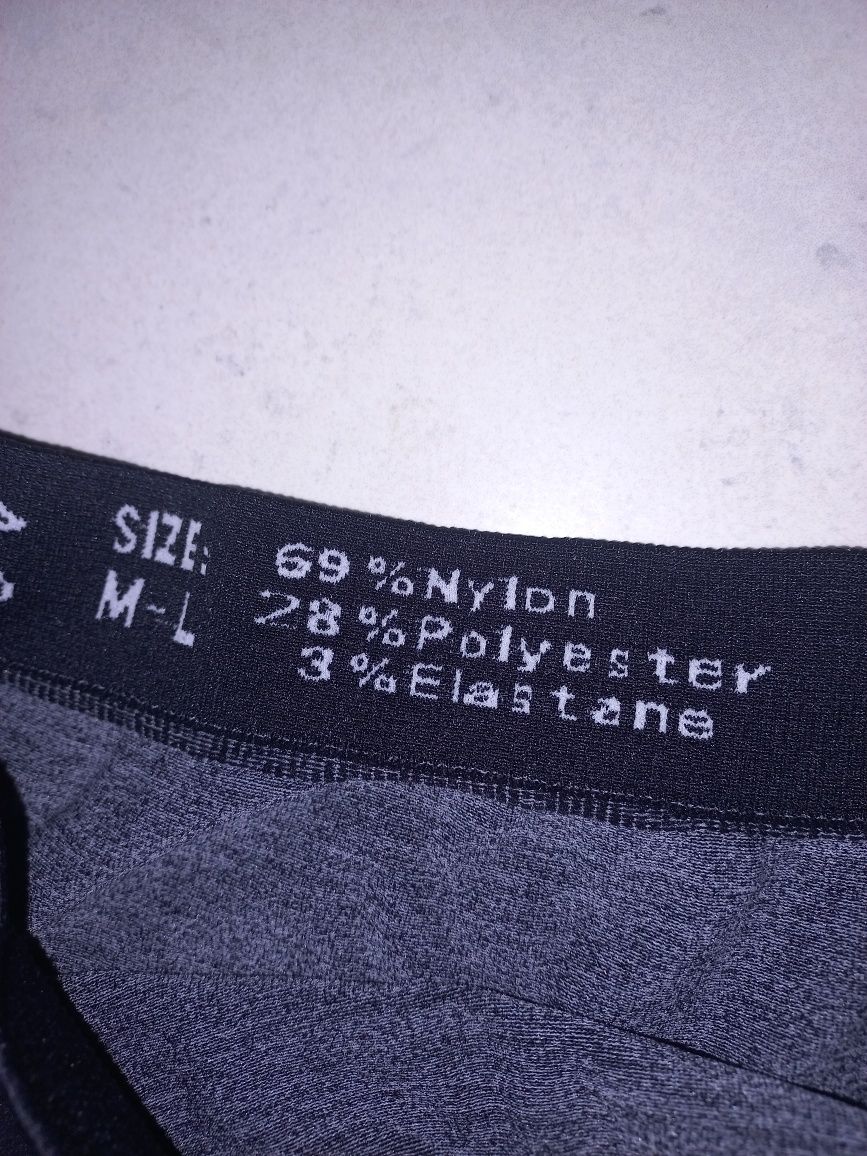 SIZE:
M-L
69%Nylon
28%Polyester
3%Elastane